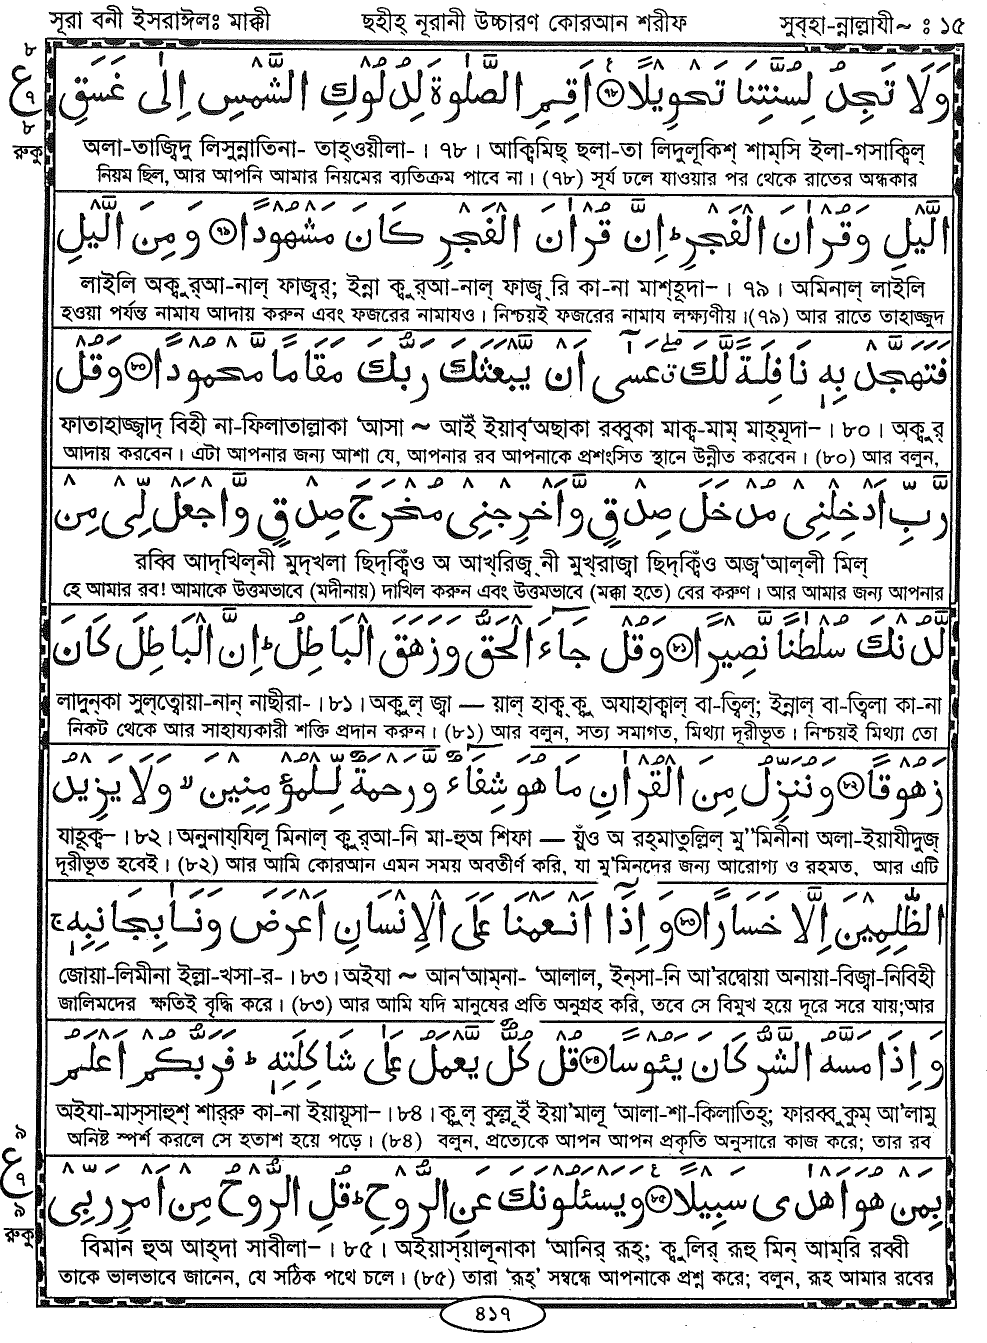 সূরা বনী ইসরাঈলঃ মাক্কী ছহীহ্ নূরানী উচ্চারণ কোরআন শরীফ সুব্হা-নাল্লাযী~ ঃ ১৫
৮
ع
৭
৮
রুকু
وَلَا تَجِدُ لِسُنَّتِنَا تَحْوِيلًا ﴿٧٨﴾ اَقِمِ الصَّلٰوةَ لِدُلُوكِ الشَّمْسِ اِلٰى غَسَقِ
অলা-তাজ্বিদু লিসুন্নাতিনা- তাহ্ওয়ীলা-। ৭৮। আক্বিমিছ্ ছলা-তা লিদুলূকিশ্ শাম্সি ইলা-গসাক্বিল্
নিয়ম ছিল, আর আপনি আমার নিয়মের ব্যতিক্রম পাবে না। (৭৮) সূর্য ঢলে যাওয়ার পর থেকে রাতের অন্ধকার
الَّيْلِ وَقُرْاٰنَ الْفَجْرِ ؕ اِنَّ قُرْاٰنَ الْفَجْرِ كَانَ مَشْهُودًا ﴿٧٩﴾ وَمِنَ الَّيْلِ
লাইলি অকুর্আ-নাল্ ফাজ্বর্; ইন্না কুর্আ-নাল্ ফাজ্ব্রি কা-না মাশ্হূদা-। ৭৯। অমিনাল্ লাইলি
হওয়া পর্যন্ত নামায আদায় করুন এবং ফজরের নামাযও। নিশ্চয়ই ফজরের নামায লক্ষ্যণীয়।(৭৯) আর রাতে তাহাজ্জুদ
فَتَهَجَّدْ بِهٖ نَافِلَةً لَّكَ ۖ عَسٰٓى اَنْ يَّبْعَثَكَ رَبُّكَ مَقَامًا مَّحْمُودًا ﴿٨٠﴾ وَقُلْ
ফাতাহাজ্জ্বাদ্ বিহী না-ফিলাতাল্লাকা 'আসা ~ আইঁ ইয়াব্'অছাকা রব্বুকা মাক্ব-মাম্ মাহ্মূদা-। ৮০। অক্বুর্
আদায় করবেন। এটা আপনার জন্য আশা যে, আপনার রব আপনাকে প্রশংসিত স্থানে উন্নীত করবেন। (৮০) আর বলুন,
رَّبِّ اَدْخِلْنِى مُدْخَلَ صِدْقٍ وَّاَخْرِجْنِى مُخْرَجَ صِدْقٍ وَّاجْعَلْ لِّى مِنْ
রব্বি আদ্খিল্নী মুদ্খলা ছিদ্ক্বিঁও অ আখ্রিজ্ব্নী মুখ্রাজ্বা ছিদ্ক্বিঁও অজ্ব'আল্লী মিল্
হে আমার রব! আমাকে উত্তমভাবে (মদীনায়) দাখিল করুন এবং উত্তমভাবে (মক্কা হতে) বের করুণ। আর আমার জন্য আপনার
لَّدُنْكَ سُلْطٰنًا نَّصِيرًا ﴿٨١﴾ وَقُلْ جَآءَ الْحَقُّ وَزَهَقَ الْبَاطِلُ ؕ اِنَّ الْبَاطِلَ كَانَ
লাদুন্কা সুল্ত্বোয়া-নান্ নাছীরা-। ৮১। অকুল্ জ্বা — য়াল্ হাক্ব্কু অযাহাক্বাল্ বা-ত্বিল্; ইন্নাল্ বা-ত্বিলা কা-না
নিকট থেকে আর সাহায্যকারী শক্তি প্রদান করুন। (৮১) আর বলুন, সত্য সমাগত, মিথ্যা দূরীভূত। নিশ্চয়ই মিথ্যা তো
زَهُوقًا ﴿٨٢﴾ وَنُنَزِّلُ مِنَ الْقُرْاٰنِ مَا هُوَ شِفَآءٌ وَّرَحْمَةٌ لِّلْمُؤْمِنِينَ ۙ وَلَا يَزِيدُ
যাহূক্ব-। ৮২। অনুনায্যিলু মিনাল্ কুর্আ-নি মা-হুঅ শিফা — য়ুঁও অ রহ্মাতুল্লিল্ মু"মিনীনা অলা-ইয়াযীদুজ্
দূরীভূত হবেই। (৮২) আর আমি কোরআন এমন সময় অবতীর্ণ করি, যা মু'মিনদের জন্য আরোগ্য ও রহমত, আর এটি
الظّٰلِمِينَ اِلَّا خَسَارًا ﴿٨٣﴾ وَاِذَآ اَنْعَمْنَا عَلَى الْاِنْسَانِ اَعْرَضَ وَنَاٰ بِجَانِبِهٖ ۚ
জোয়া-লিমীনা ইল্লা-খসা-র-। ৮৩। অইযা ~ আন্'আম্না- 'আলাল, ইন্সা-নি আ'রদ্বোয়া অনায়া-বিজ্বা-নিবিহী
জালিমদের ক্ষতিই বৃদ্ধি করে। (৮৩) আর আমি যদি মানুষের প্রতি অনুগ্রহ করি, তবে সে বিমুখ হয়ে দূরে সরে যায়;আর
وَاِذَا مَسَّهُ الشَّرُّ كَانَ يَئُوسًا ﴿٨٤﴾ قُلْ كُلٌّ يَّعْمَلُ عَلٰى شَاكِلَتِهٖ ؕ فَرَبُّكُمْ اَعْلَمُ
অইযা-মাস্সাহুশ্ শার্রু কা-না ইয়ায়ূসা-। ৮৪। কুল্ কুল্লুইঁ ইয়া'মালূ 'আলা-শা-কিলাতিহ্; ফারব্বুকুম্ আ'লামু
অনিষ্ট স্পর্শ করলে সে হতাশ হয়ে পড়ে। (৮৪) বলুন, প্রত্যেকে আপন আপন প্রকৃতি অনুসারে কাজ করে; তার রব
৯
ع
৭
৯
রুকু
بِمَنْ هُوَ اَهْدٰى سَبِيلًا ﴿٨٥﴾ وَيَسْئَلُونَكَ عَنِ الرُّوْحِ ؕ قُلِ الرُّوْحُ مِنْ اَمْرِ رَبِّى
বিমান হুঅ আহ্দা সাবীলা-। ৮৫। অইয়াস্য়ালূনাকা 'আনির্ রূহ্; কুলির্ রূহু মিন্ আম্রি রব্বী
তাকে ভালভাবে জানেন, যে সঠিক পথে চলে। (৮৫) তারা 'রূহ্' সম্বন্ধে আপনাকে প্রশ্ন করে; বলুন, রূহ আমার রবের
৪১৭